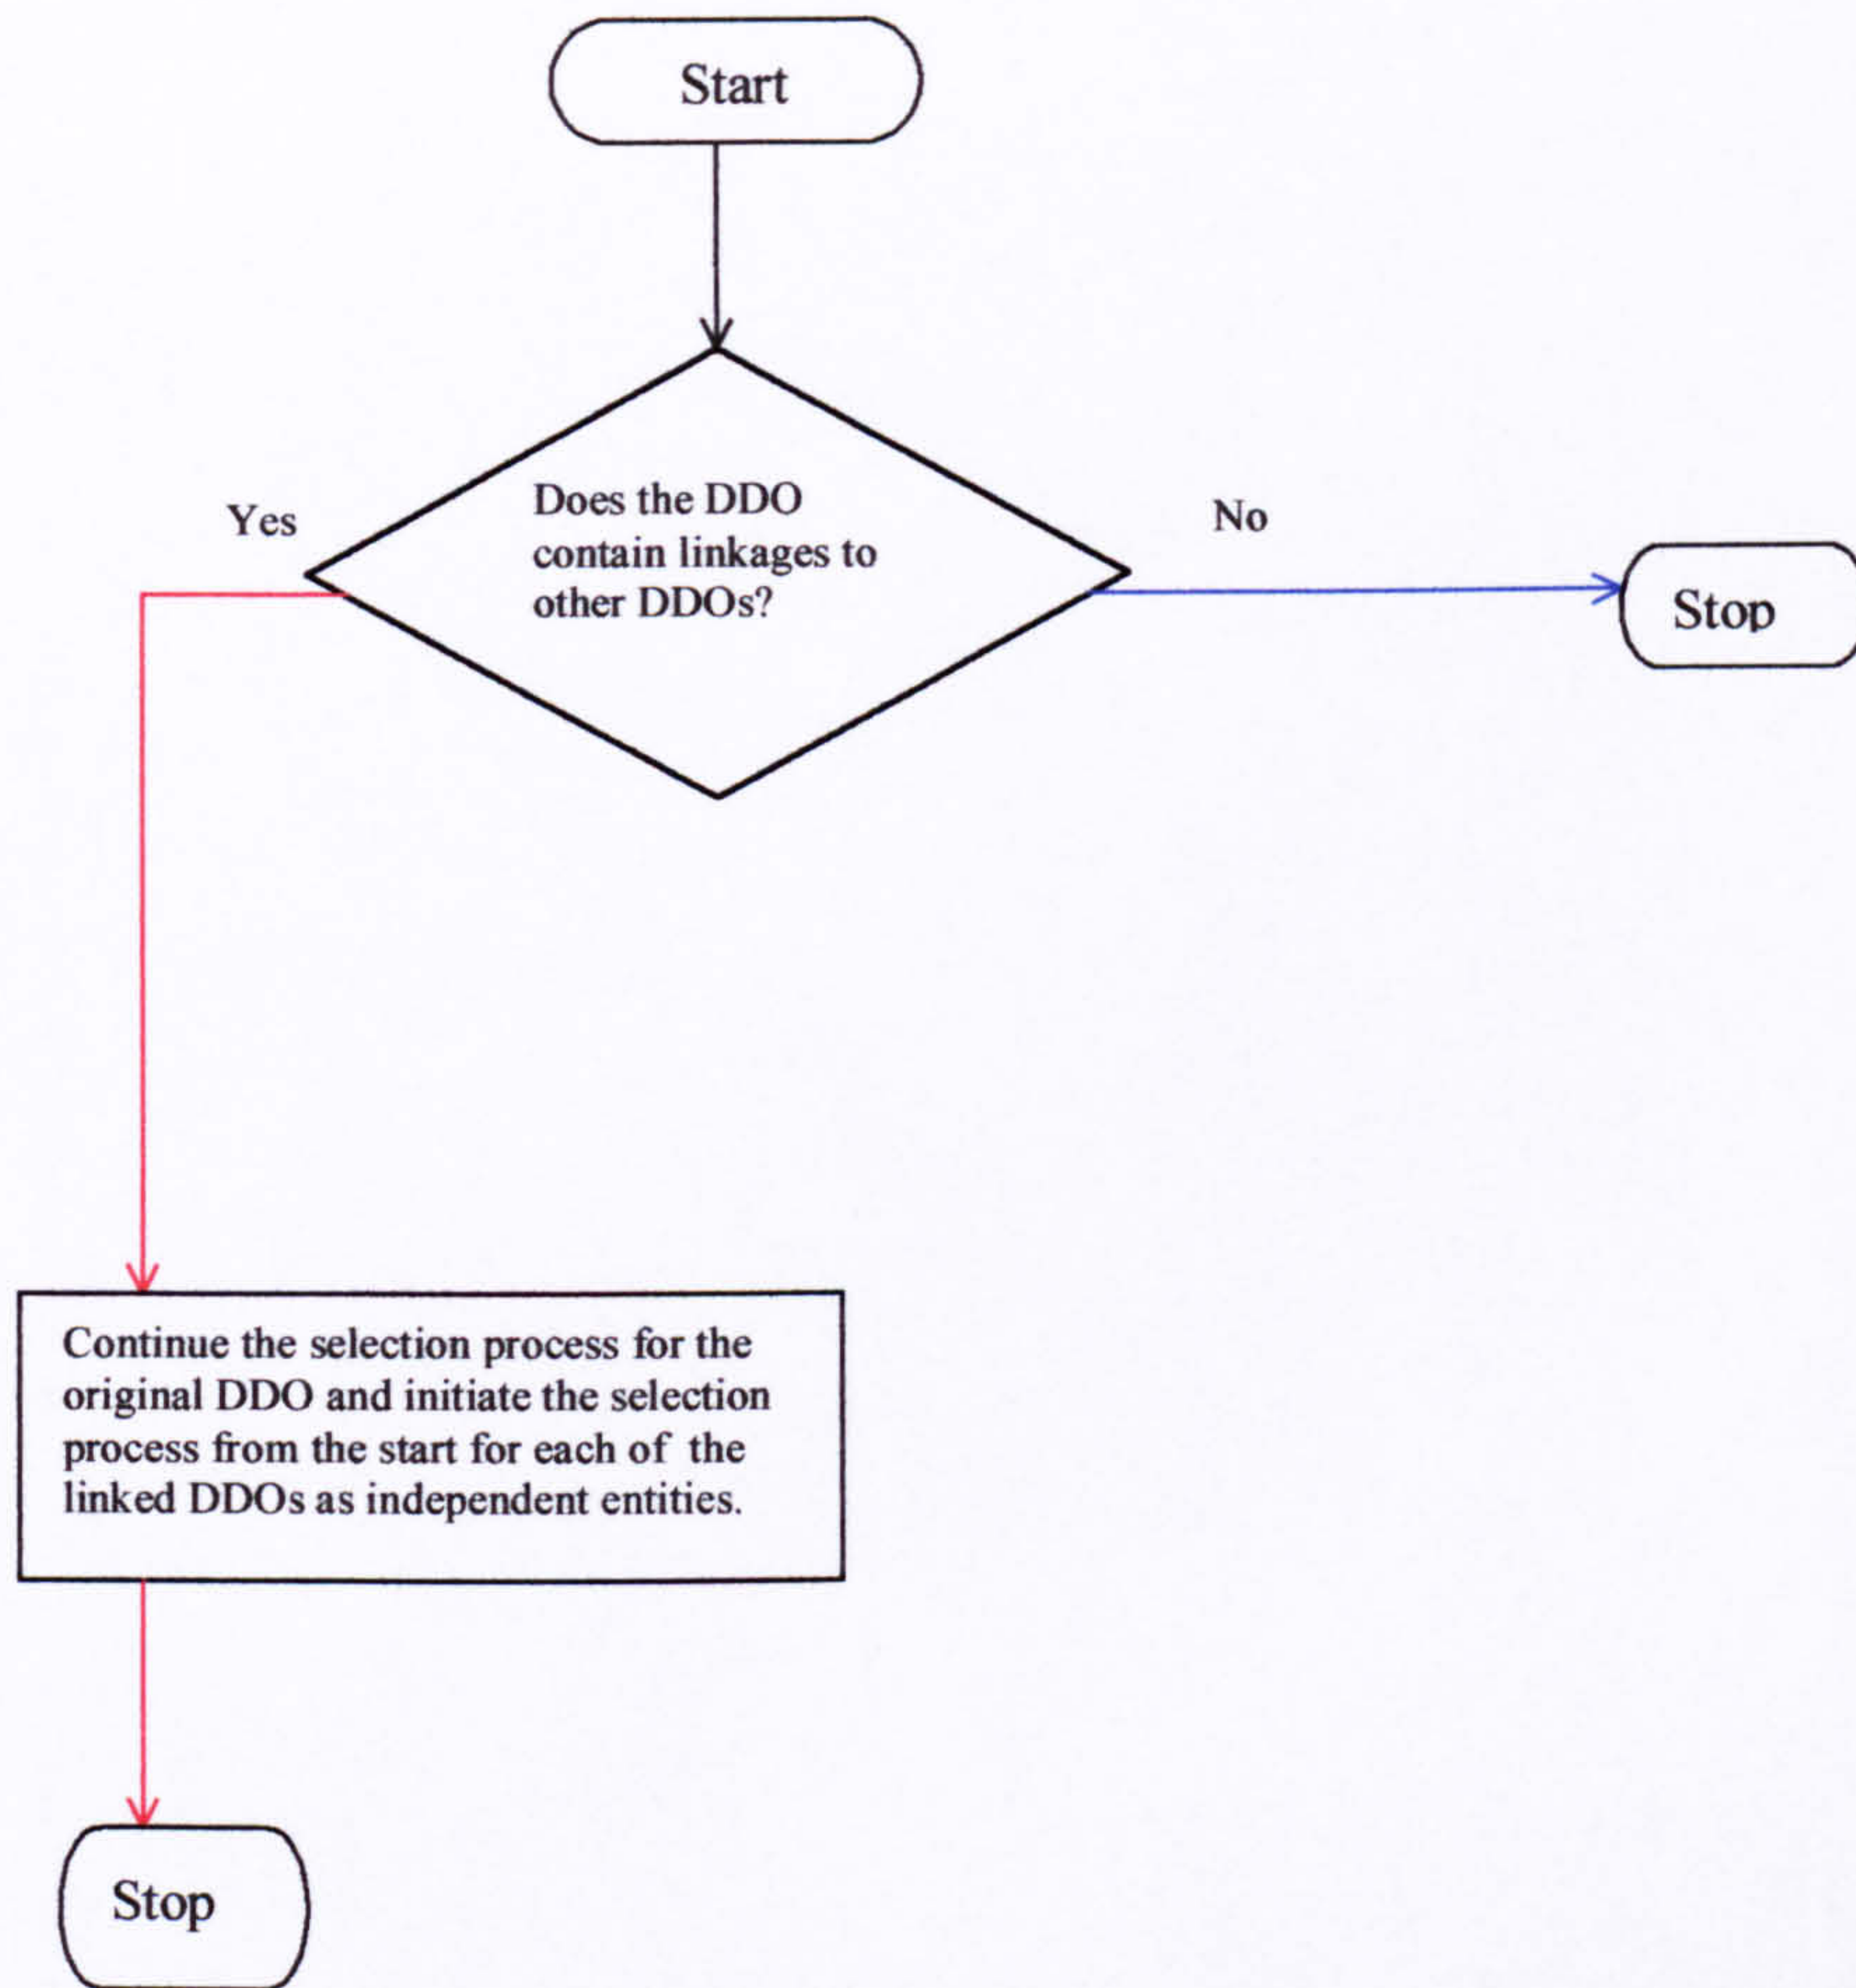 Start
Does the DDO
contain linkages to
other DDOs?
Yes
No
Stop
Continue the selection process for the
original DDO and initiate the selection
process from the start for each of the
linked DDOs as independent entities.
Stop